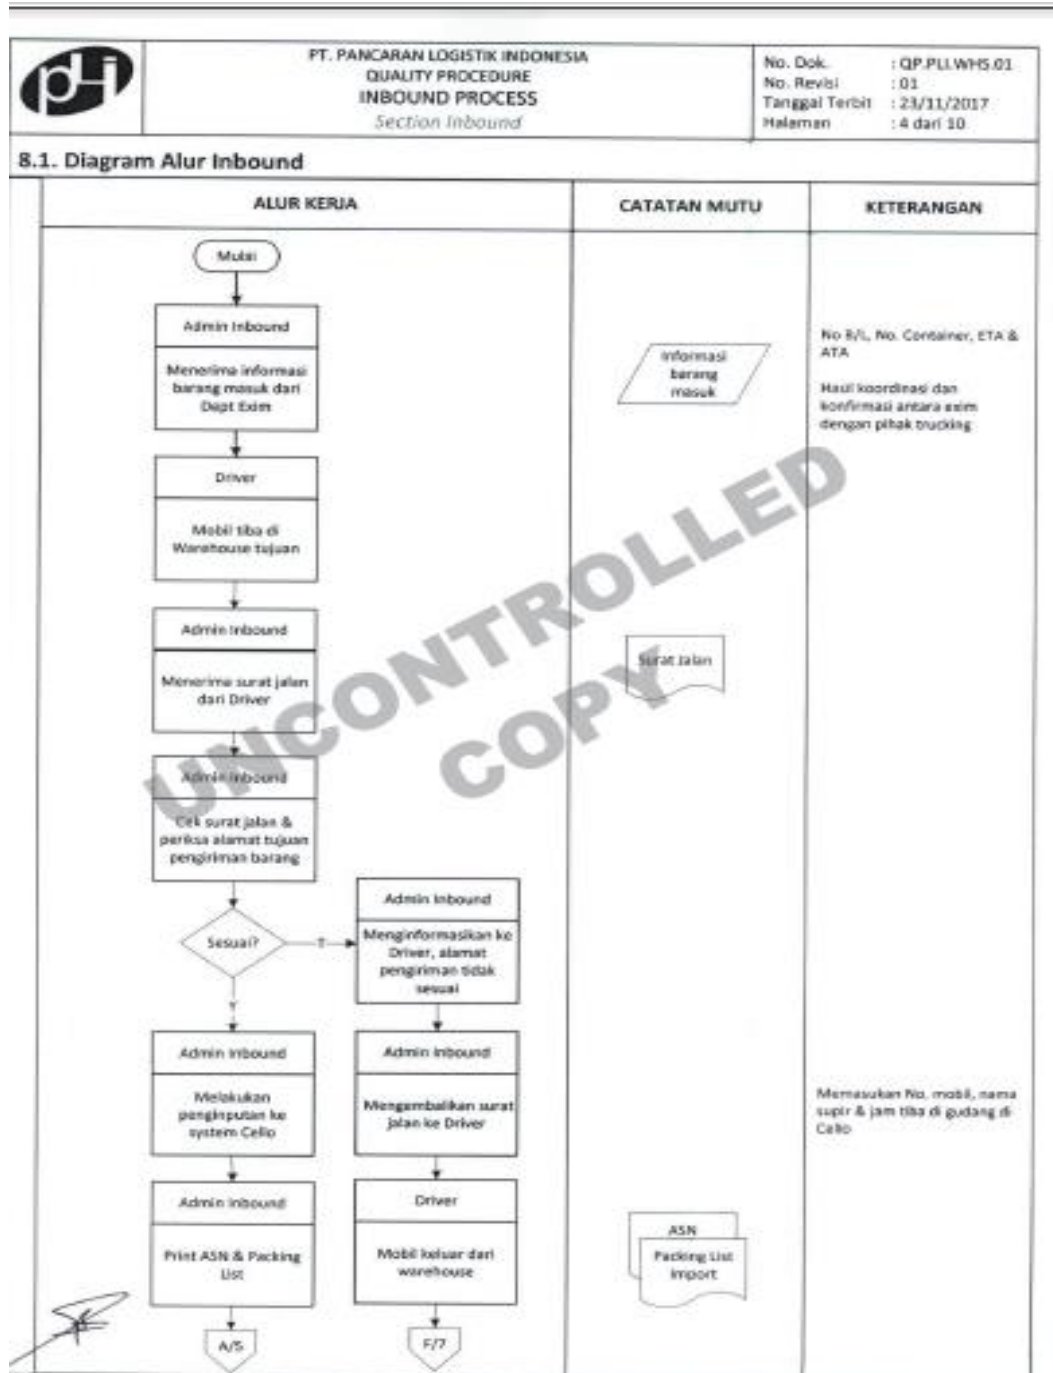 pli
PT. PANCARAN LOGISTIK INDONESIA
QUALITY PROCEDURE
INBOUND PROCESS
Section Inbound
No. Dok. : QP.PLI.WHS.01
No. Revisi : 01
Tanggal Terbit : 23/11/2017
Halaman : 4 dari 10
8.1. Diagram Alur Inbound
ALUR KERJA
CATATAN MUTU
KETERANGAN
Mulai
Admin Inbound
Menerima informasi
barang masuk dari
Dept Exim
Informasi
barang
masuk
No B/L, No. Container, ETA &
ATA
Hasil koordinasi dan
konfirmasi antara exim
dengan pihak trucking
Driver
Mobil tiba di
Warehouse tujuan
Admin Inbound
Menerima surat jalan
dari Driver
Surat Jalan
UNCONTROLLED
COPY
Admin Inbound
Cek surat jalan &
periksa alamat tujuan
pengiriman barang
Sesuai?
T
Y
Admin Inbound
Menginformasikan ke
Driver, alamat
pengiriman tidak
sesuai
Admin Inbound
Melakukan
penginputan ke
system Cello
Admin Inbound
Mengembalikan surat
jalan ke Driver
Memasukan No. mobil, nama
supir & jam tiba di gudang di
Cello
Admin Inbound
Print ASN & Packing
List
Driver
Mobil keluar dari
warehouse
ASN
Packing List
Import
A/5
F/7